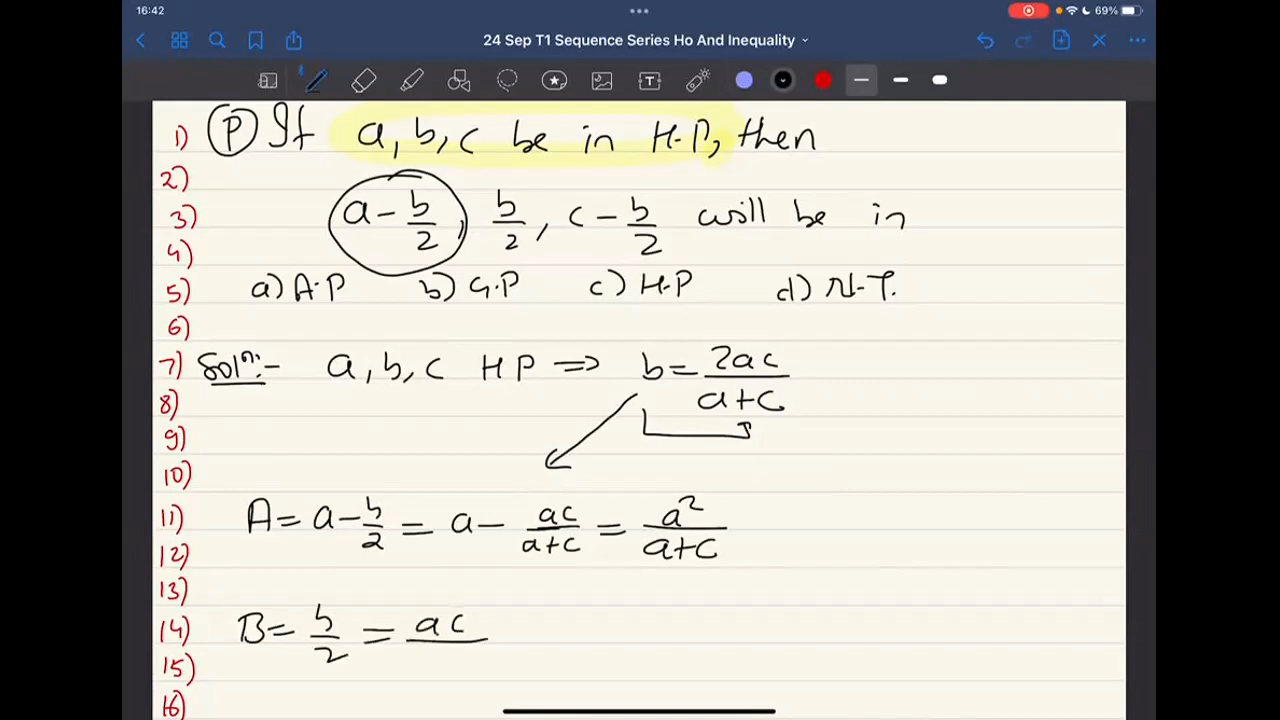 16:42
69%
24 Sep T1 Sequence Series Ho And Inequality
1) (P) If a, b, c be in H.P, then
2)
3) a - b/2, b/2, c - b/2 will be in
4)
5) a) A.P b) G.P c) H.P d) N.T.
6)
7) Solⁿ:- a, b, c HP ⇒ b = 2ac/(a+c)
8)
9)
10)
11) A = a - b/2 = a - ac/(a+c) = a²/(a+c)
12)
13)
14) B = b/2 = ac
15)
16)